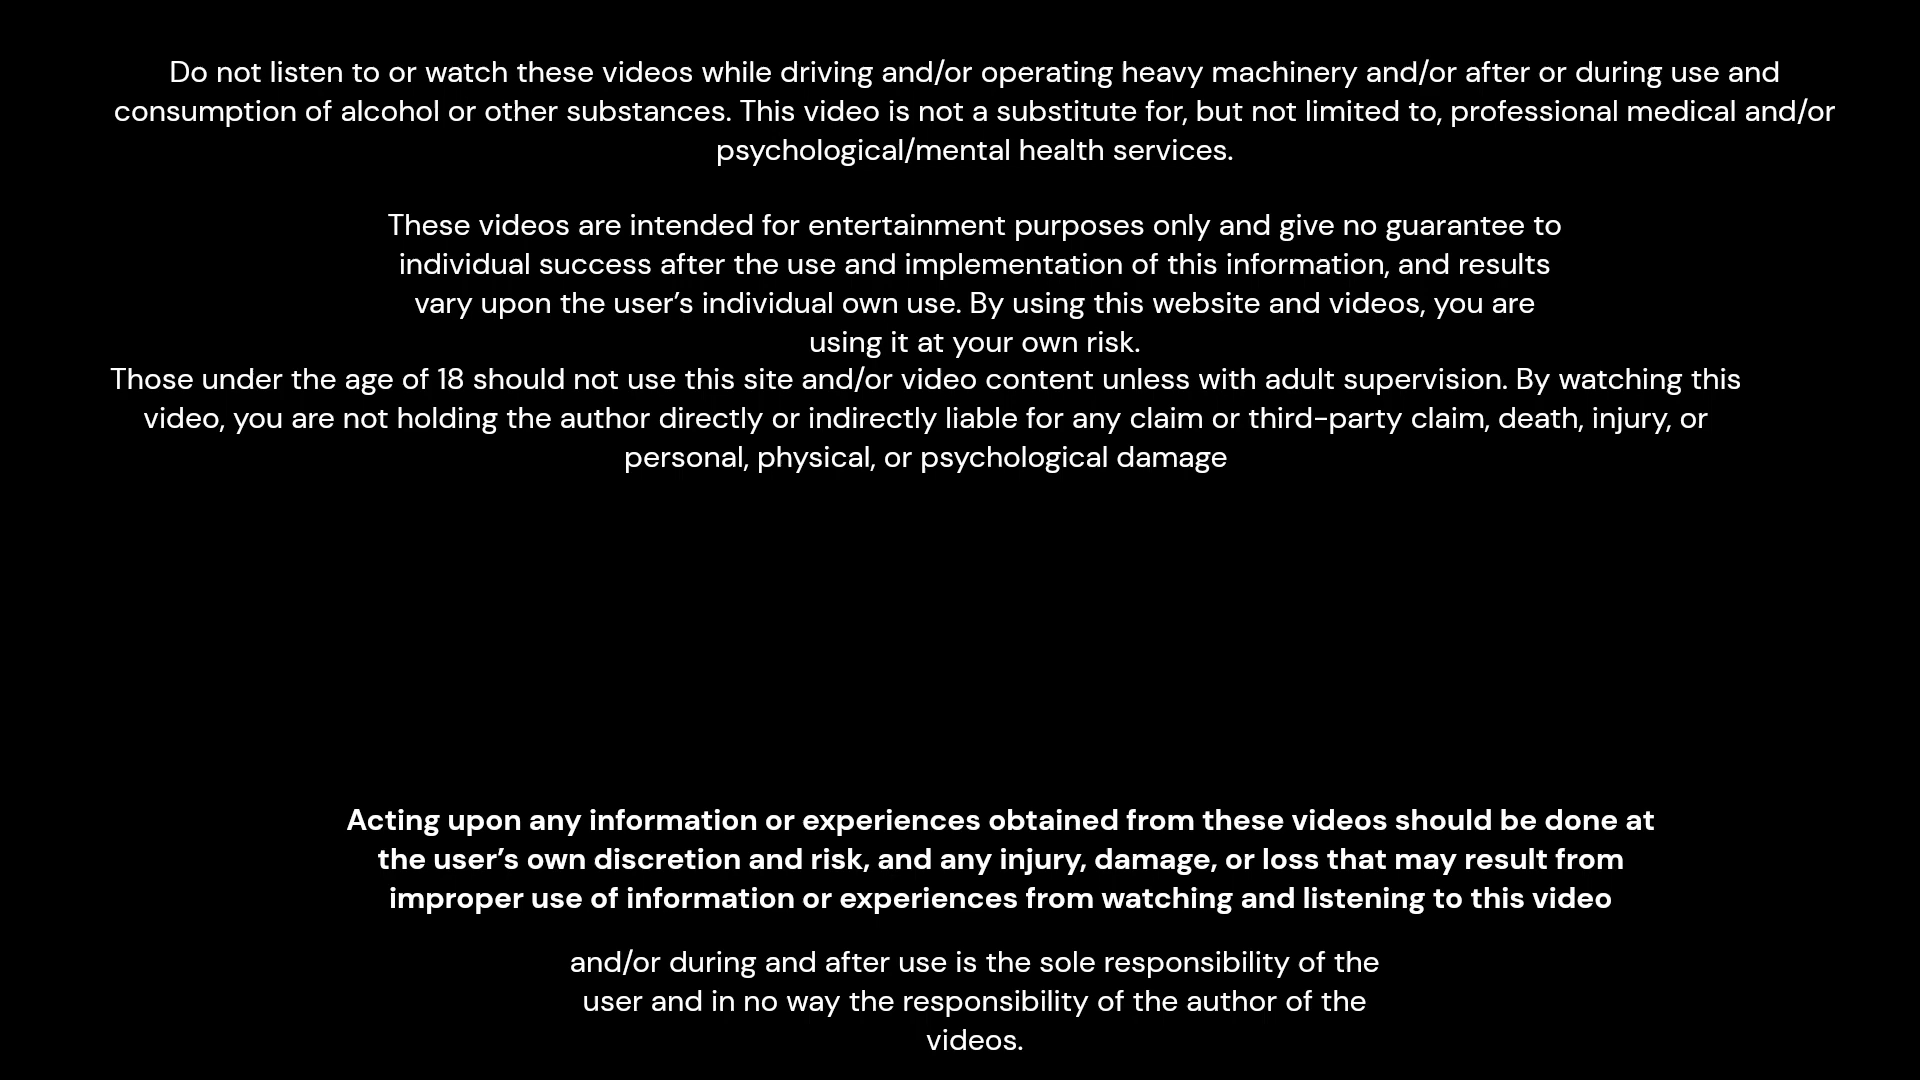 Do not listen to or watch these videos while driving and/or operating heavy machinery and/or after or during use and
consumption of alcohol or other substances. This video is not a substitute for, but not limited to, professional medical and/or
psychological/mental health services.
These videos are intended for entertainment purposes only and give no guarantee to
individual success after the use and implementation of this information, and results
vary upon the user’s individual own use. By using this website and videos, you are
using it at your own risk.
Those under the age of 18 should not use this site and/or video content unless with adult supervision. By watching this
video, you are not holding the author directly or indirectly liable for any claim or third-party claim, death, injury, or
personal, physical, or psychological damage
Acting upon any information or experiences obtained from these videos should be done at
the user’s own discretion and risk, and any injury, damage, or loss that may result from
improper use of information or experiences from watching and listening to this video
and/or during and after use is the sole responsibility of the
user and in no way the responsibility of the author of the
videos.